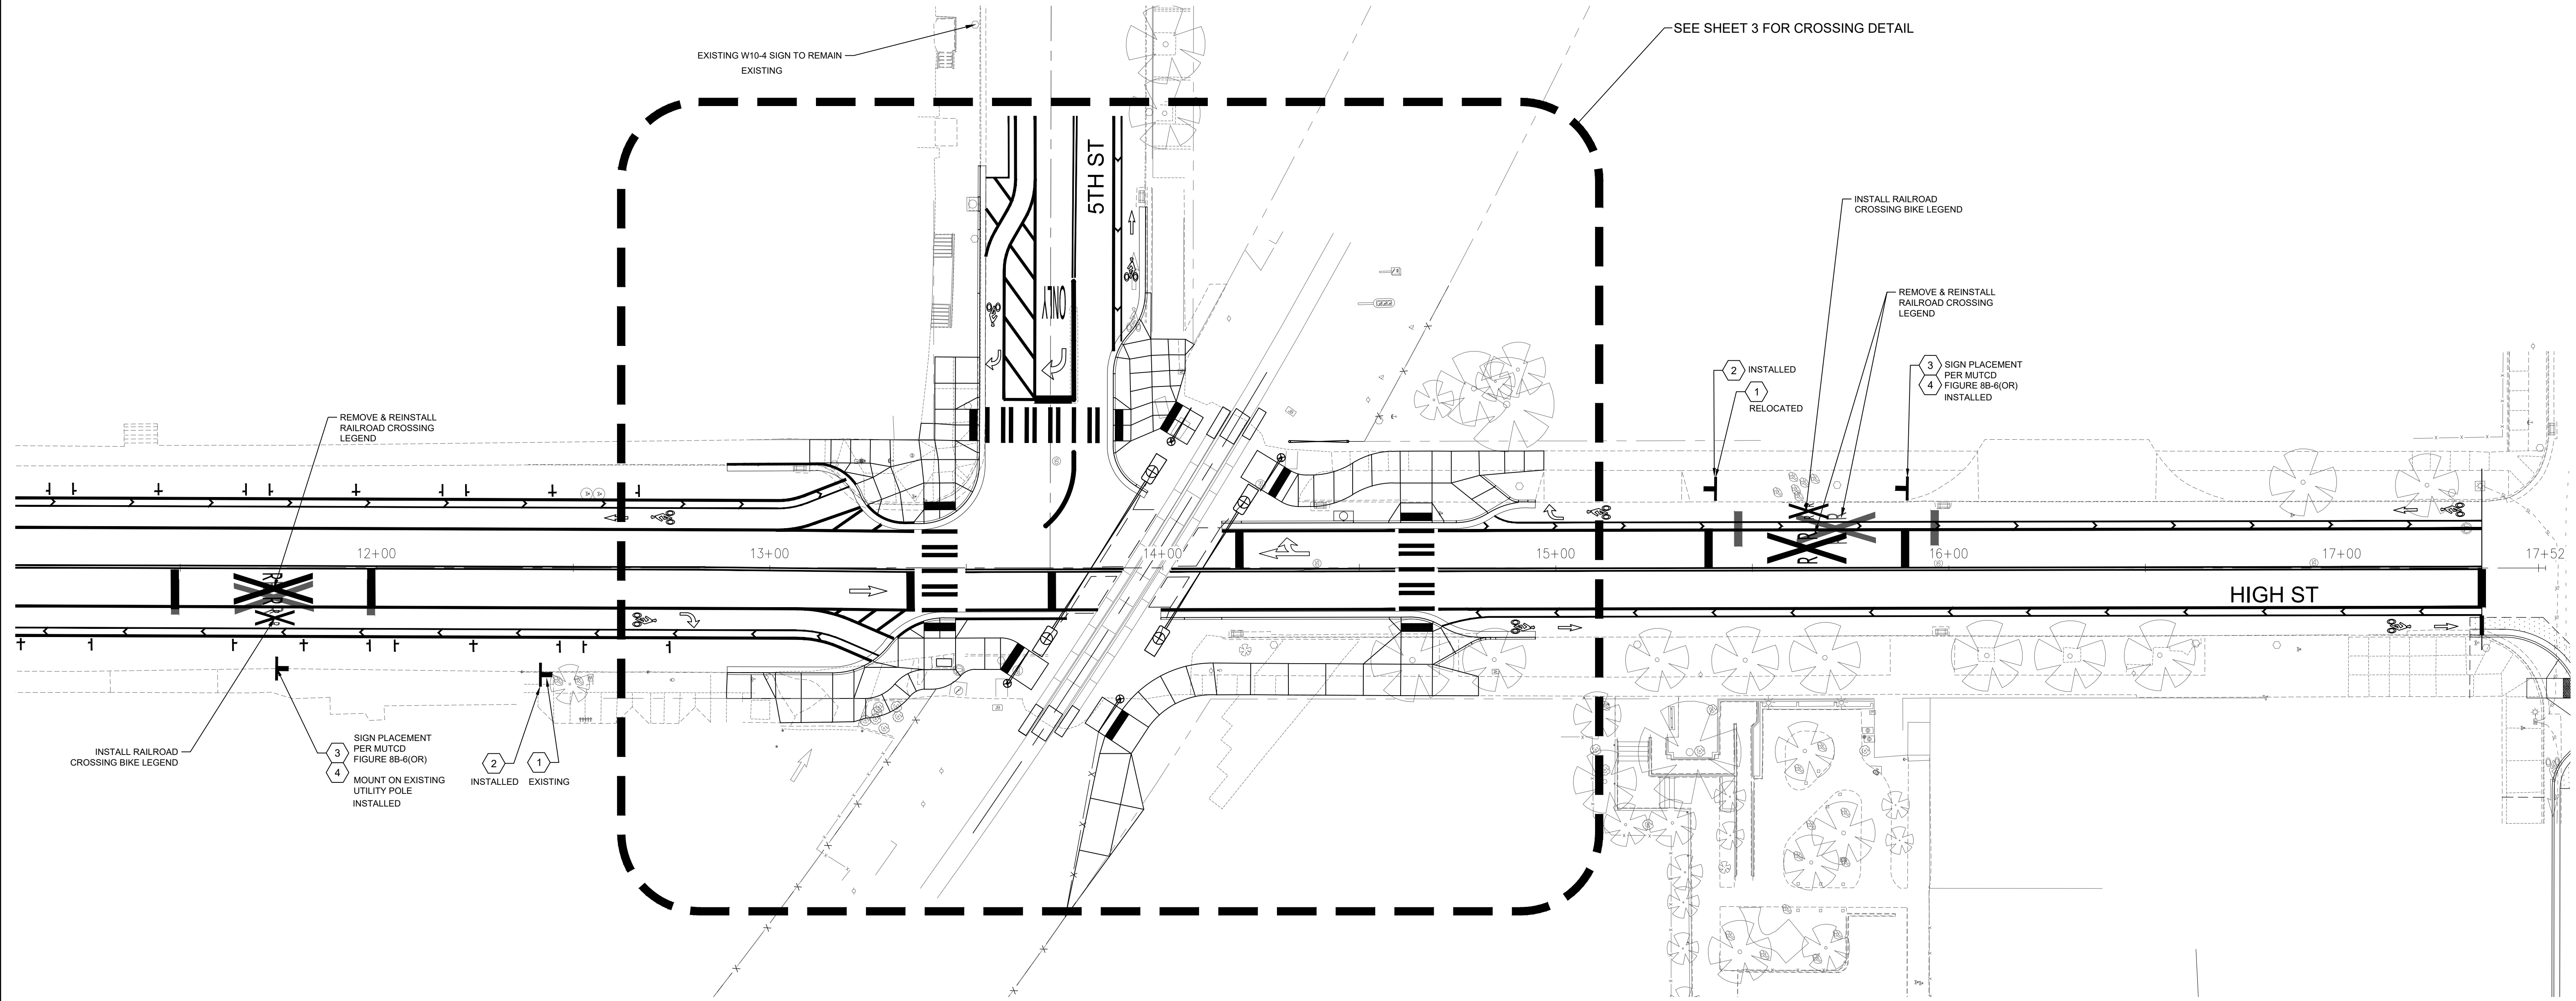 EXISTING W10-4 SIGN TO REMAIN
EXISTING
SEE SHEET 3 FOR CROSSING DETAIL
5TH ST
ONLY
INSTALL RAILROAD
CROSSING BIKE LEGEND
REMOVE & REINSTALL
RAILROAD CROSSING
LEGEND
2 INSTALLED
1
RELOCATED
3 SIGN PLACEMENT
PER MUTCD
4 FIGURE 8B-6(OR)
INSTALLED
REMOVE & REINSTALL
RAILROAD CROSSING
LEGEND
12+00
13+00
14+00
15+00
16+00
17+00
17+52
R R
R R
HIGH ST
INSTALL RAILROAD
CROSSING BIKE LEGEND
3
4
SIGN PLACEMENT
PER MUTCD
FIGURE 8B-6(OR)
MOUNT ON EXISTING
UTILITY POLE
INSTALLED
2
INSTALLED
1
EXISTING